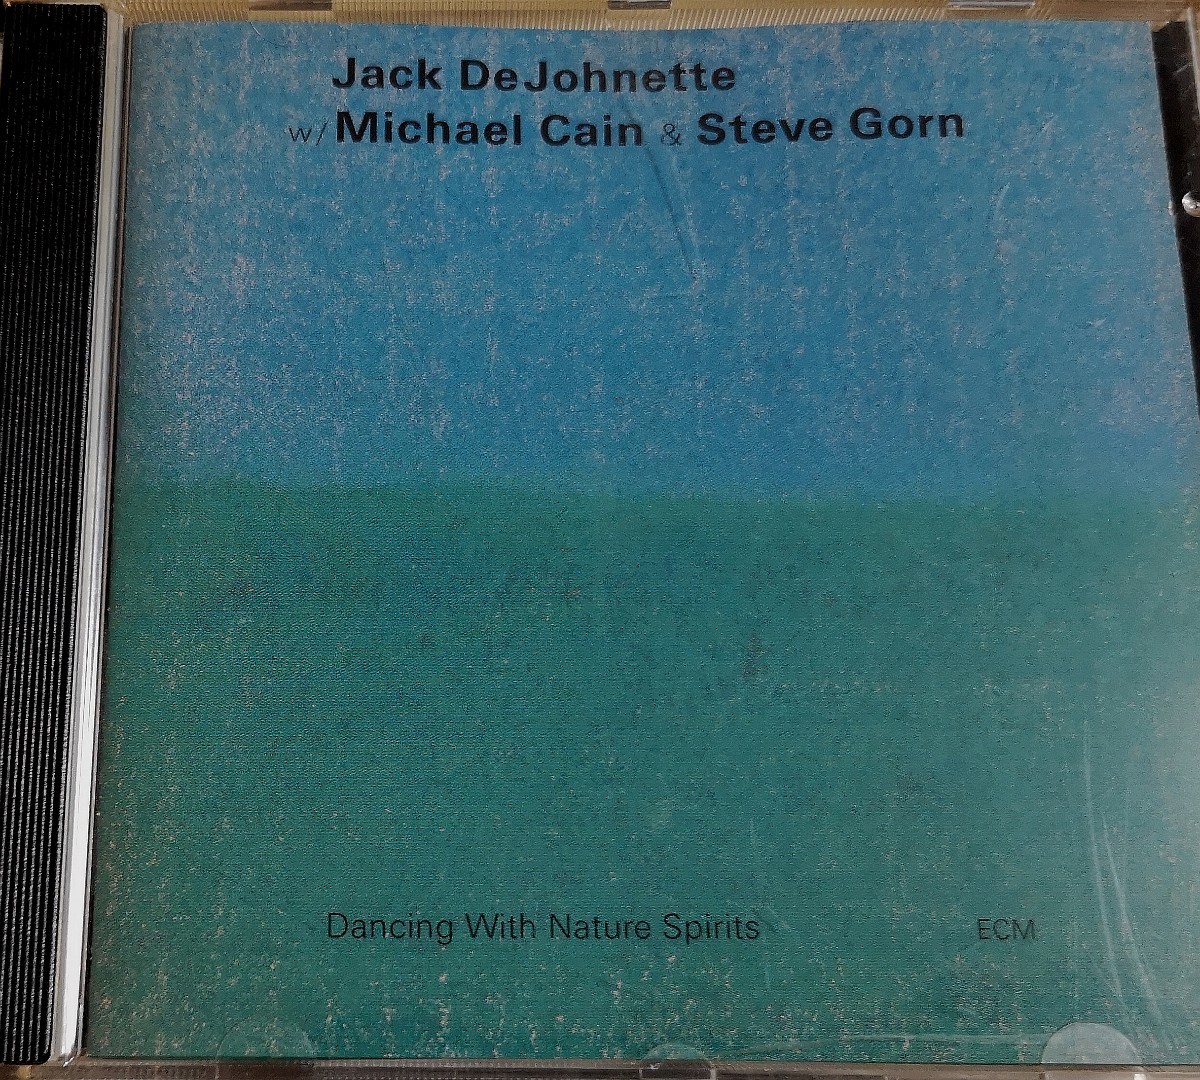 Jack DeJohnette
w/ Michael Cain & Steve Gorn
Dancing With Nature Spirits
ECM